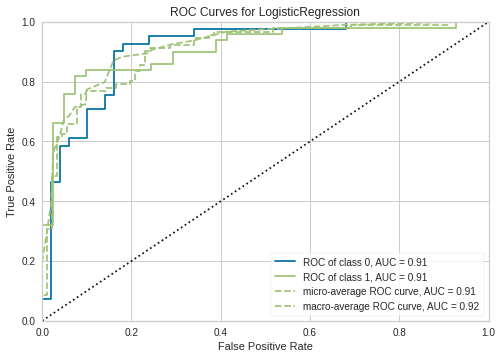 ROC Curves for LogisticRegression
1.0
0.8
0.6
0.4
0.2
0.0
True Positive Rate
ROC of class 0, AUC = 0.91
ROC of class 1, AUC = 0.91
micro-average ROC curve, AUC = 0.91
macro-average ROC curve, AUC = 0.92
0.0 0.2 0.4 0.6 0.8 1.0
False Positive Rate